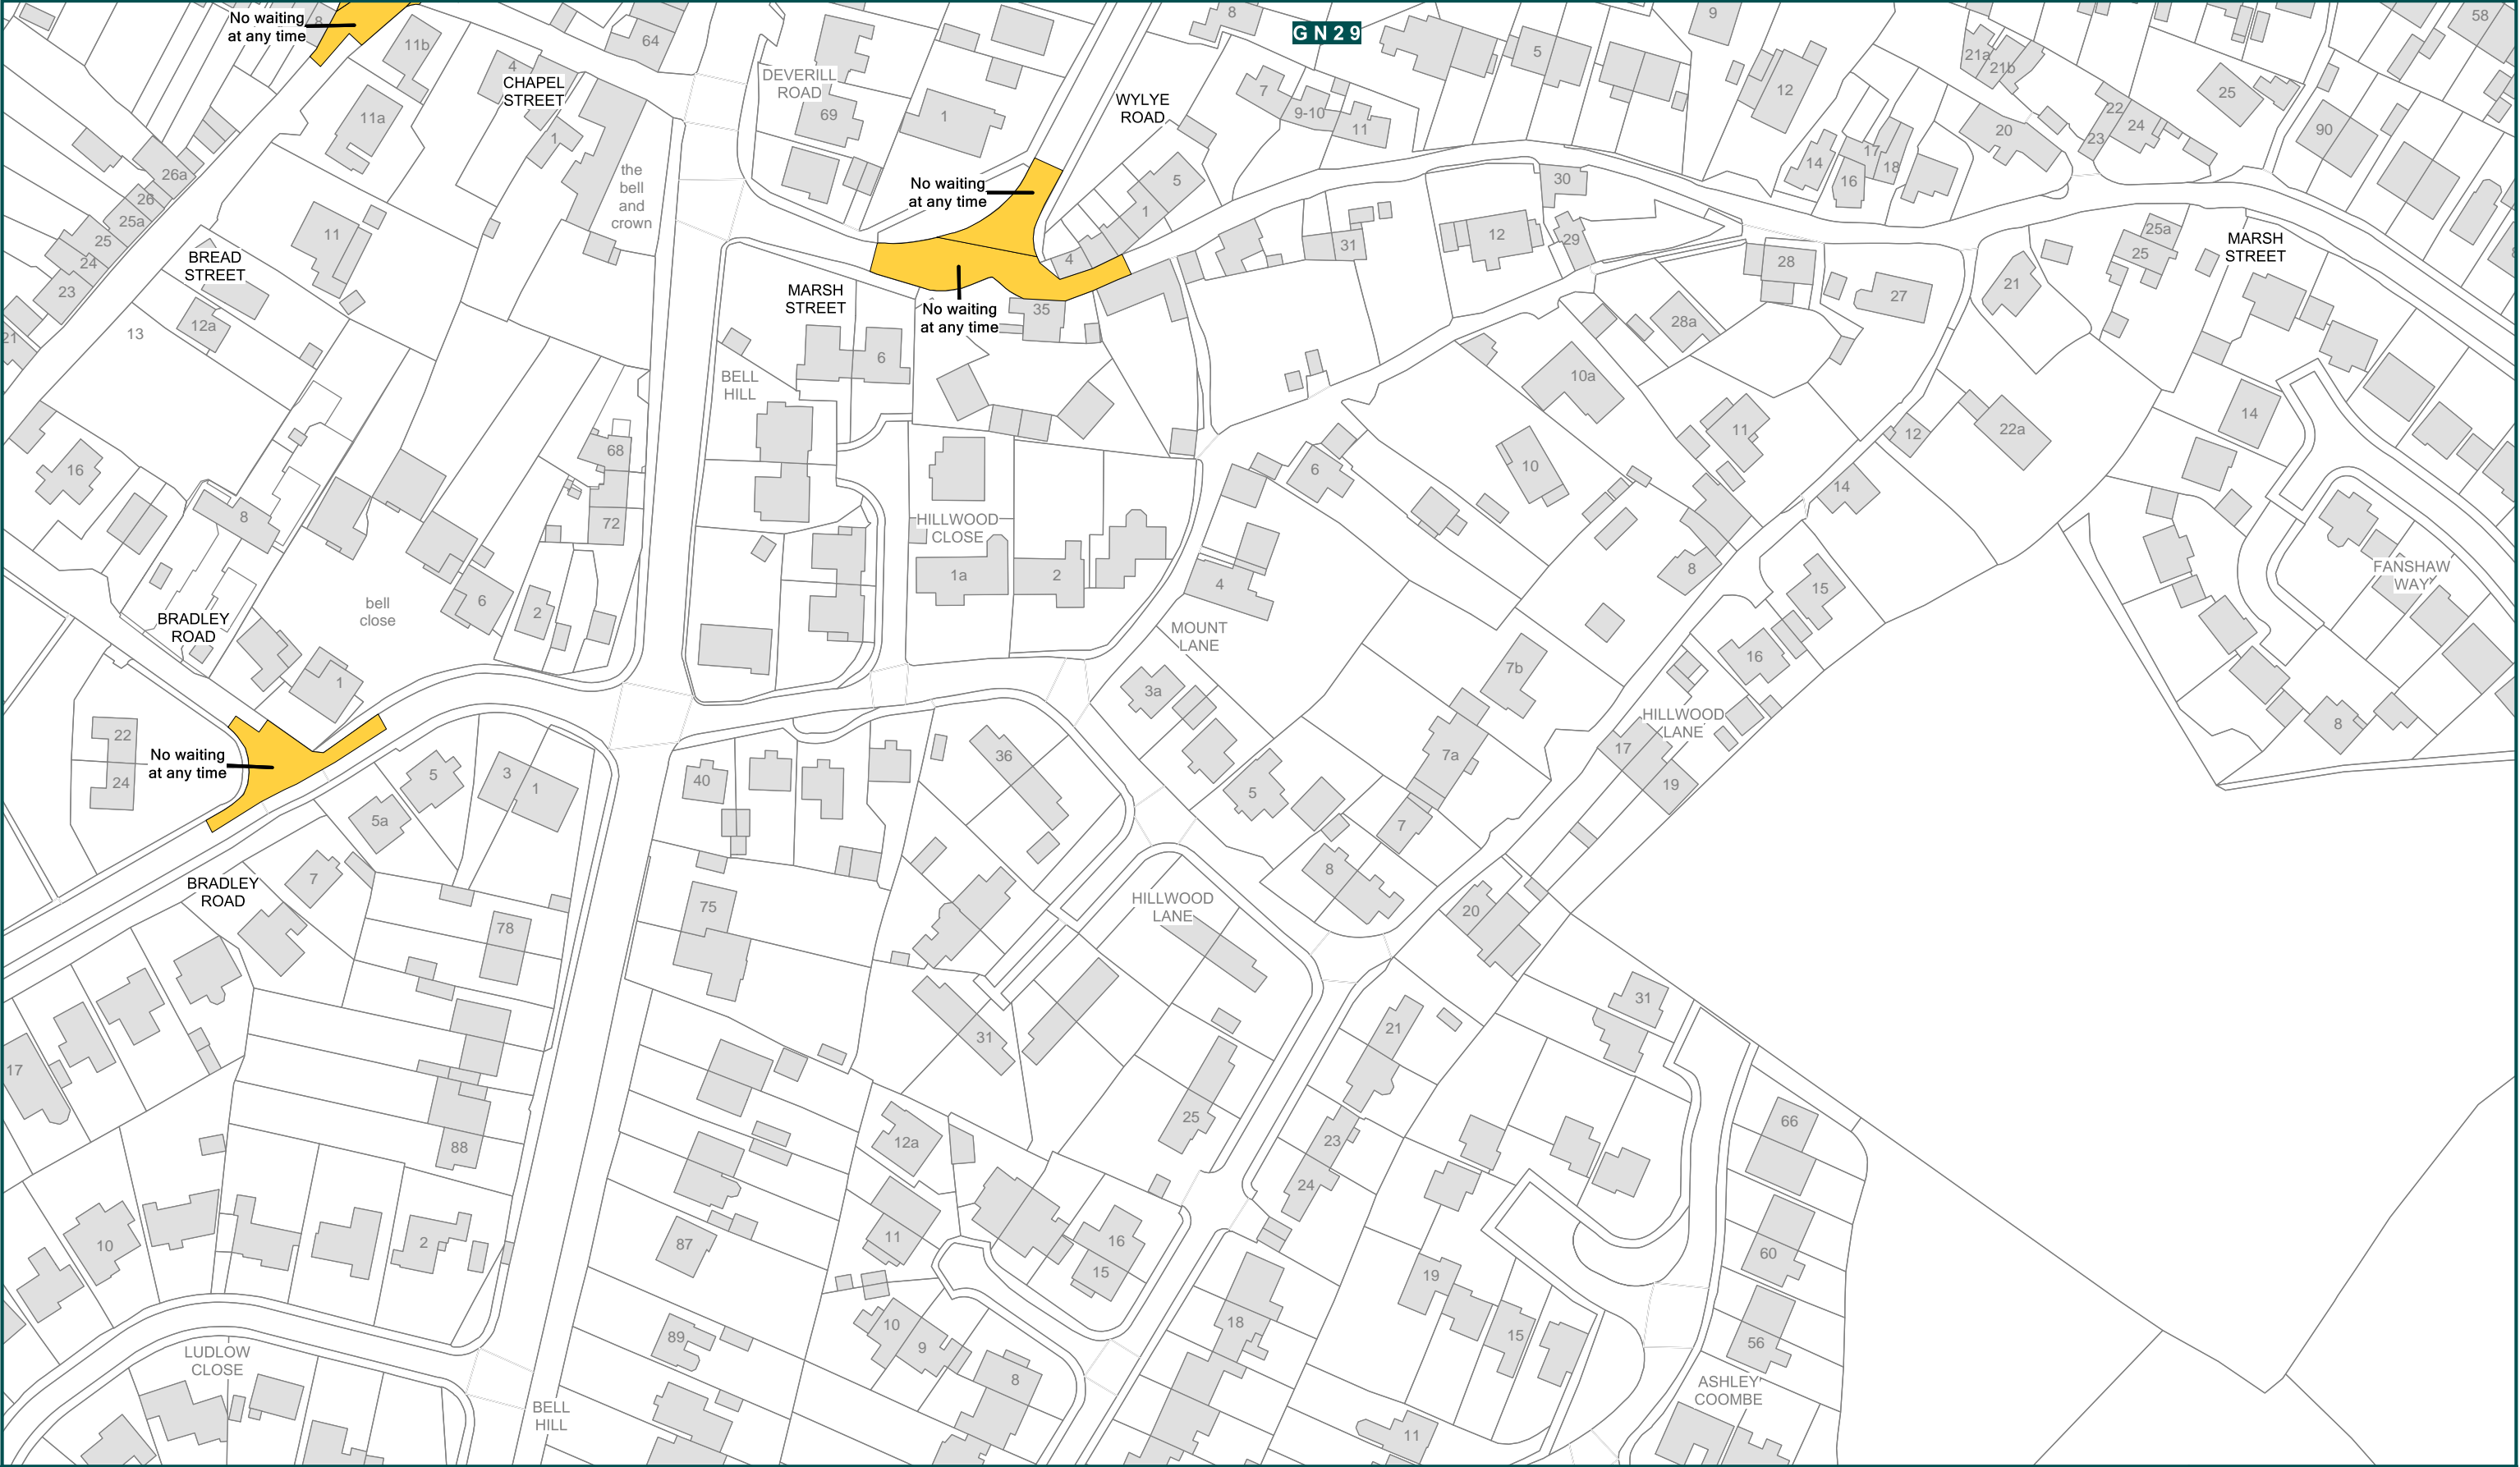 No waiting
at any time
8
11b
64
8
GN29
9
58
5
4
CHAPEL
STREET
DEVERILL
ROAD
69
1
WYLYE
ROAD
7
9-10
11
12
21a
21b
25
22
23
24
20
90
11a
1
26a
the
bell
and
crown
No waiting
at any time
5
1
14
17
18
16
30
26
25a
25
24
23
21
11
BREAD
STREET
12a
13
4
31
12
29
28
27
21
25a
25
MARSH
STREET
MARSH
STREET
No waiting
at any time
35
6
28a
BELL
HILL
10a
11
12
22a
14
16
8
68
72
6
10
14
HILLWOOD
CLOSE
1a
2
4
8
15
FANSHAW
WAY
bell
close
6
2
BRADLEY
ROAD
1
MOUNT
LANE
3a
7b
16
HILLWOOD
LANE
17
19
8
22
24
No waiting
at any time
5
5a
3
1
40
36
5
7a
7
8
BRADLEY
ROAD
7
75
78
HILLWOOD
LANE
20
31
17
31
21
25
23
24
66
88
12a
11
16
15
10
2
87
60
19
18
15
56
89
10
9
8
LUDLOW
CLOSE
BELL
HILL
ASHLEY
COOMBE
11